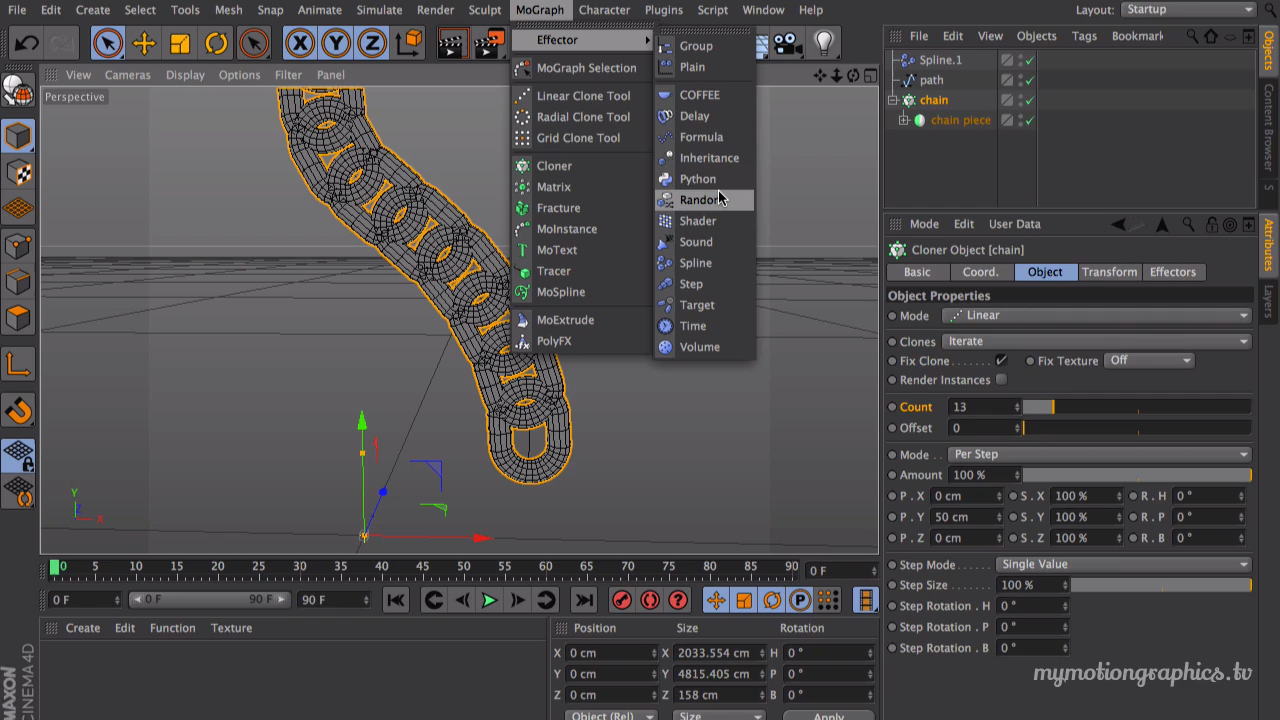 File Edit Create Select Tools Mesh Snap Animate Simulate Render Sculpt MoGraph Character Plugins Script Window Help
Layout: Startup
View Cameras Display Options Filter Panel
Perspective
Effector
MoGraph Selection
Linear Clone Tool
Radial Clone Tool
Grid Clone Tool
Cloner
Matrix
Fracture
MoInstance
MoText
Tracer
MoSpline
MoExtrude
PolyFX
Group
Plain
COFFEE
Delay
Formula
Inheritance
Python
Random
Shader
Sound
Spline
Step
Target
Time
Volume
File Edit View Objects Tags Bookmark
Spline.1
path
chain
chain piece
Objects
Content Browser
S
Attributes
Layers
Mode Edit User Data
Cloner Object [chain]
Basic Coord. Object Transform Effectors
Object Properties
Mode Linear
Clones Iterate
Fix Clone Fix Texture Off
Render Instances
Count 13
Offset 0
Mode Per Step
Amount 100 %
P . X 0 cm S . X 100 % R . H 0 °
P . Y 50 cm S . Y 100 % R . P 0 °
P . Z 0 cm S . Z 100 % R . B 0 °
Step Mode Single Value
Step Size 100 %
Step Rotation . H 0 °
Step Rotation . P 0 °
Step Rotation . B 0 °
mymotiongraphics.tv
Y
Z
X
0 5 10 15 20 25 30 35 40 45 50 55 60 65 70 75 80 85 90 0 F
0 F 0 F 90 F 90 F
Create Edit Function Texture
Position Size Rotation
X 0 cm X 2033.554 cm H 0 °
Y 0 cm Y 4815.405 cm P 0 °
Z 0 cm Z 158 cm B 0 °
Object (Rel) Size Apply
MAXON
CINEMA 4D